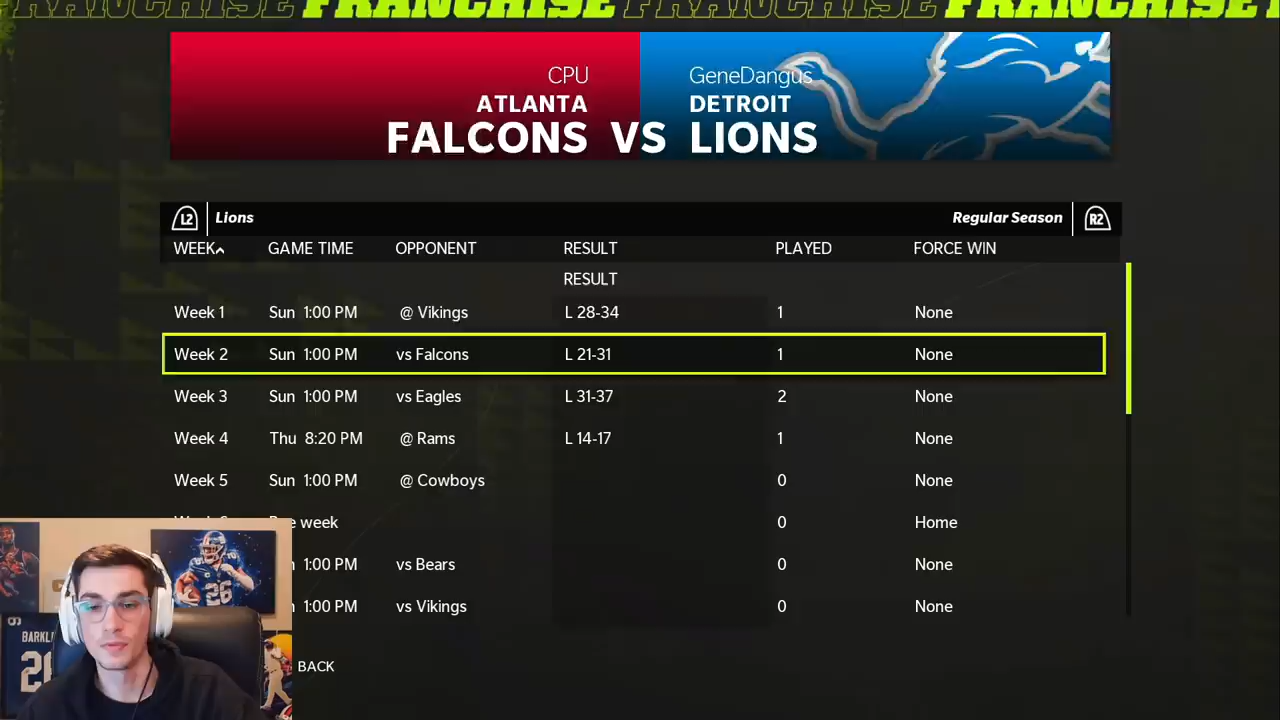 FRANCHISE FRANCHISE FRANCHISE FRANCHISE
CPU
ATLANTA
FALCONS VS LIONS
GeneDangus
DETROIT
L2 Lions Regular Season R2
WEEK GAME TIME OPPONENT RESULT PLAYED FORCE WIN
RESULT
Week 1 Sun 1:00 PM @ Vikings L 28-34 1 None
Week 2 Sun 1:00 PM vs Falcons L 21-31 1 None
Week 3 Sun 1:00 PM vs Eagles L 31-37 2 None
Week 4 Thu 8:20 PM @ Rams L 14-17 1 None
Week 5 Sun 1:00 PM @ Cowboys 0 None
week 0 Home
1:00 PM vs Bears 0 None
1:00 PM vs Vikings 0 None
BACK
26
BARKL